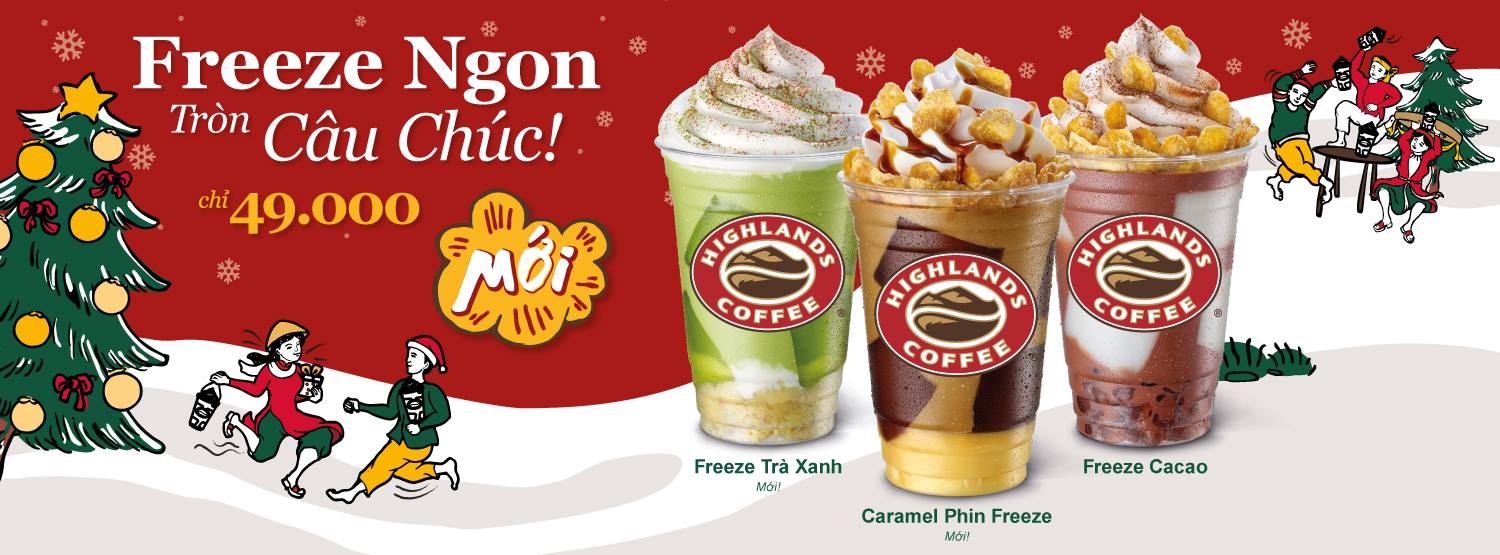 Freeze Ngon
Tròn Câu Chúc!
chỉ 49.000
Mới
HIGHLANDS
COFFEE
®
HIGHLANDS
COFFEE
HIGHLANDS
COFFEE
®
Freeze Trà Xanh
Mới!
Caramel Phin Freeze
Mới!
Freeze Cacao